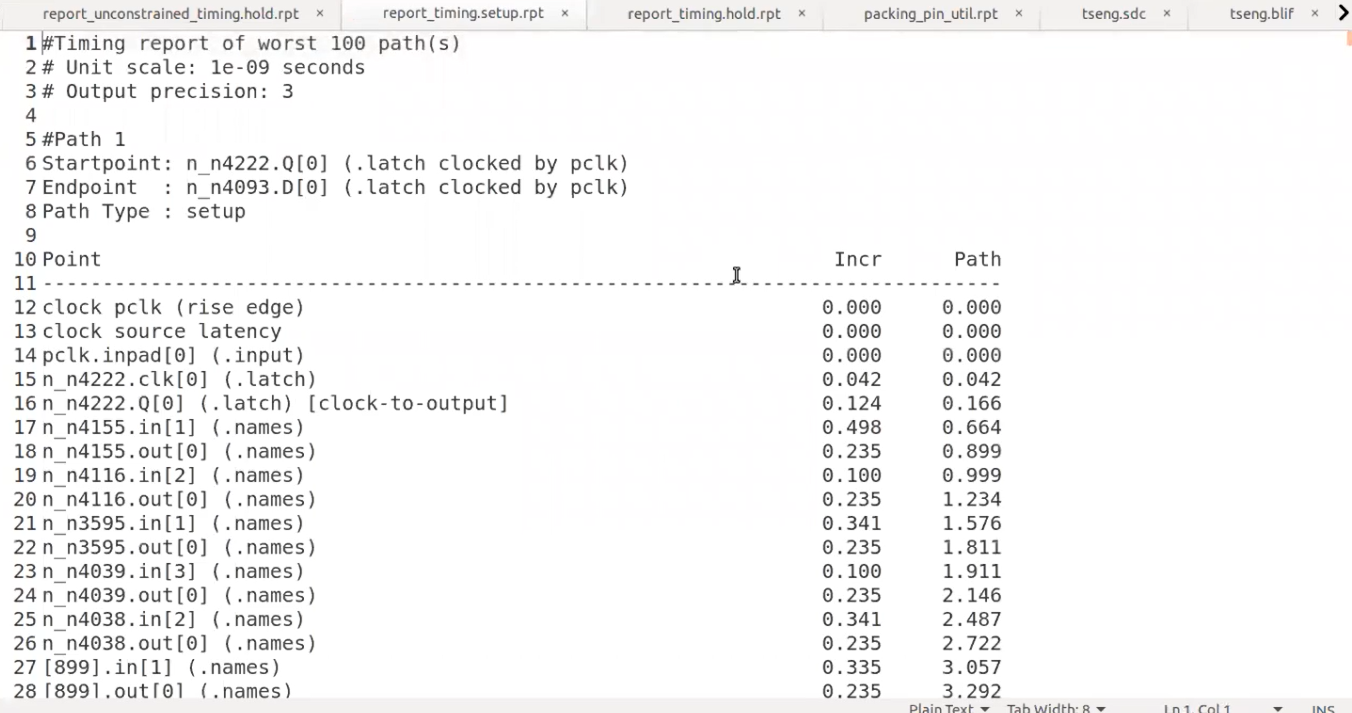 report_unconstrained_timing.hold.rpt × report_timing.setup.rpt × report_timing.hold.rpt × packing_pin_util.rpt × tseng.sdc × tseng.blif ×
1 #Timing report of worst 100 path(s)
2 # Unit scale: 1e-09 seconds
3 # Output precision: 3
4
5 #Path 1
6 Startpoint: n_n4222.Q[0] (.latch clocked by pclk)
7 Endpoint  : n_n4093.D[0] (.latch clocked by pclk)
8 Path Type : setup
9
10 Point Incr Path
11 --------------------------------------------------------------------------------
12 clock pclk (rise edge) 0.000 0.000
13 clock source latency 0.000 0.000
14 pclk.inpad[0] (.input) 0.000 0.000
15 n_n4222.clk[0] (.latch) 0.042 0.042
16 n_n4222.Q[0] (.latch) [clock-to-output] 0.124 0.166
17 n_n4155.in[1] (.names) 0.498 0.664
18 n_n4155.out[0] (.names) 0.235 0.899
19 n_n4116.in[2] (.names) 0.100 0.999
20 n_n4116.out[0] (.names) 0.235 1.234
21 n_n3595.in[1] (.names) 0.341 1.576
22 n_n3595.out[0] (.names) 0.235 1.811
23 n_n4039.in[3] (.names) 0.100 1.911
24 n_n4039.out[0] (.names) 0.235 2.146
25 n_n4038.in[2] (.names) 0.341 2.487
26 n_n4038.out[0] (.names) 0.235 2.722
27 [899].in[1] (.names) 0.335 3.057
28 [899].out[0] (.names) 0.235 3.292
Plain Text Tab Width: 8 Ln 1, Col 1 INS